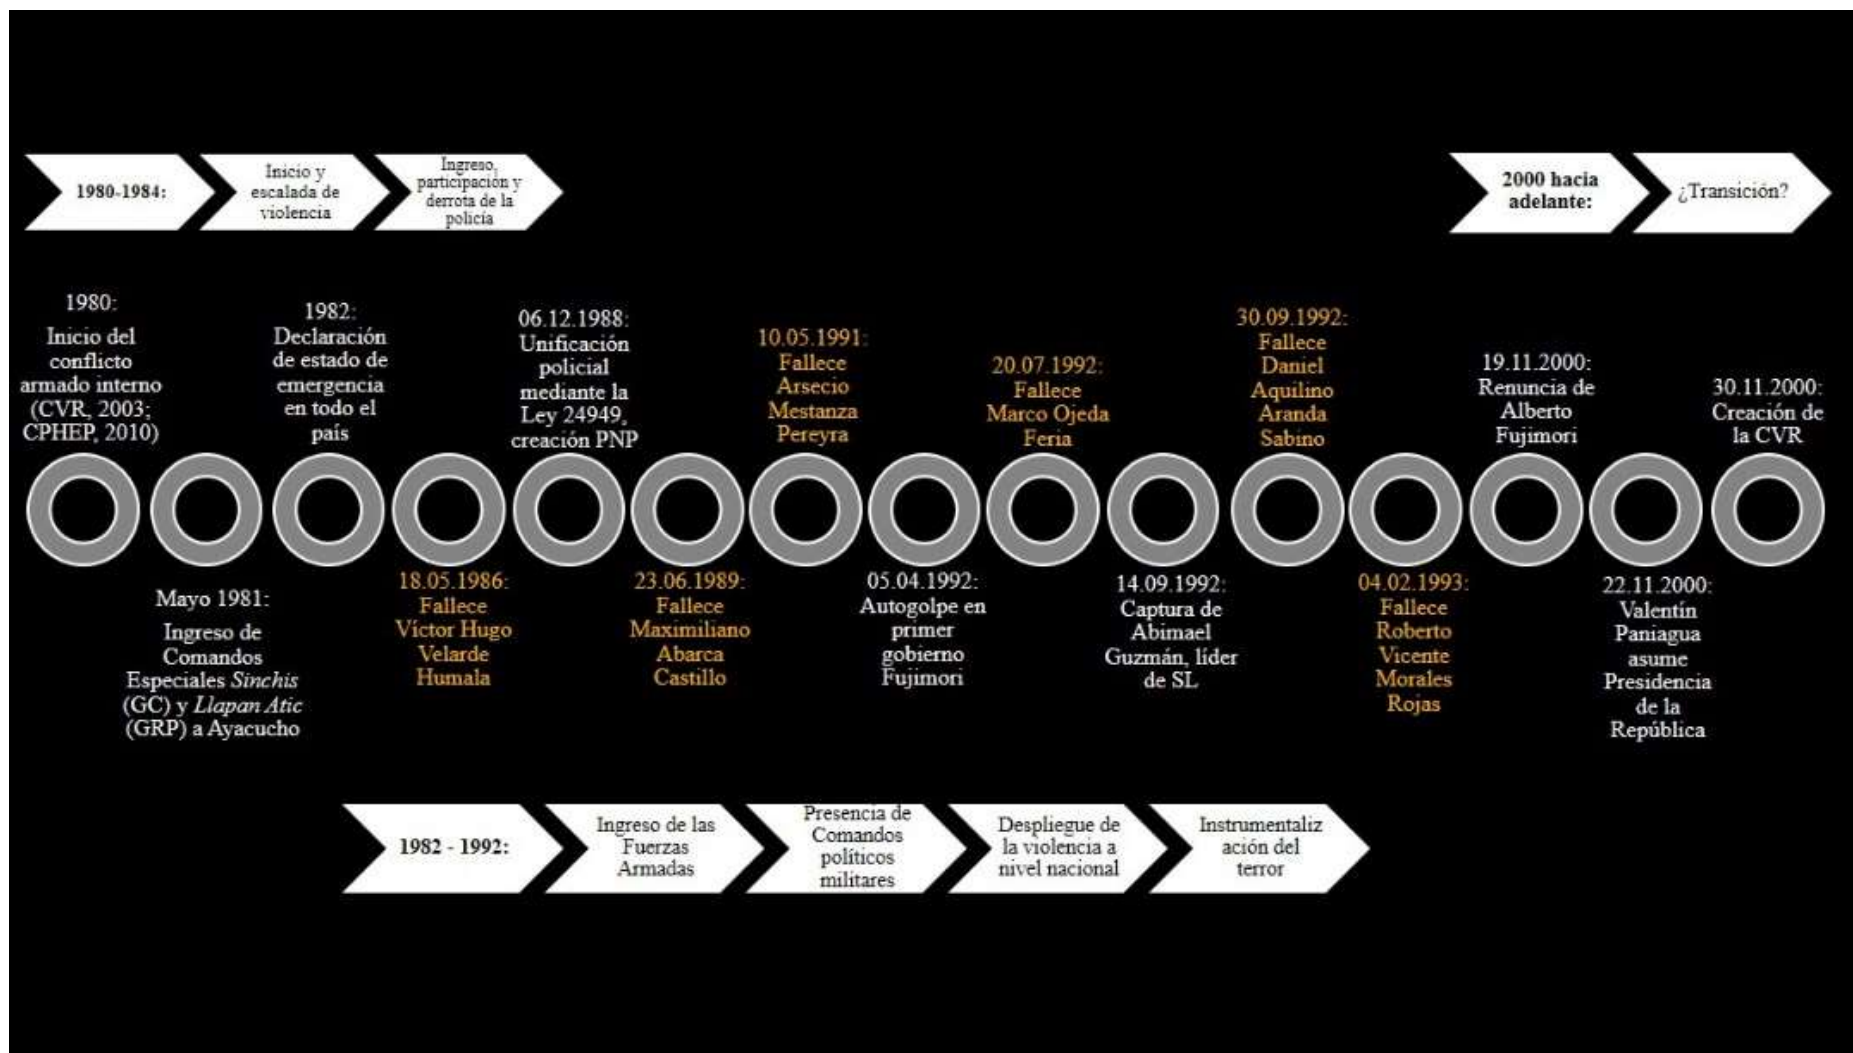 1980-1984:
Inicio y
escalada de
violencia
Ingreso,
participación y
derrota de la
policía
2000 hacia
adelante:
¿Transición?
1980:
Inicio del
conflicto
armado interno
(CVR, 2003;
CPHEP, 2010)
Mayo 1981:
Ingreso de
Comandos
Especiales Sinchis
(GC) y Llapan Atic
(GRP) a Ayacucho
1982:
Declaración
de estado de
emergencia
en todo el
país
18.05.1986:
Fallece
Víctor Hugo
Velarde
Humala
06.12.1988:
Unificación
policial
mediante la
Ley 24949,
creación PNP
23.06.1989:
Fallece
Maximiliano
Abarca
Castillo
10.05.1991:
Fallece
Arsecio
Mestanza
Pereyra
05.04.1992:
Autogolpe en
primer
gobierno
Fujimori
20.07.1992:
Fallece
Marco Ojeda
Feria
14.09.1992:
Captura de
Abimael
Guzmán, líder
de SL
30.09.1992:
Fallece
Daniel
Aquilino
Aranda
Sabino
04.02.1993:
Fallece
Roberto
Vicente
Morales
Rojas
19.11.2000:
Renuncia de
Alberto
Fujimori
22.11.2000:
Valentín
Paniagua
asume
Presidencia
de la
República
30.11.2000:
Creación de
la CVR
1982 - 1992:
Ingreso de las
Fuerzas
Armadas
Presencia de
Comandos
políticos
militares
Despliegue de
la violencia a
nivel nacional
Instrumentaliz
ación del
terror